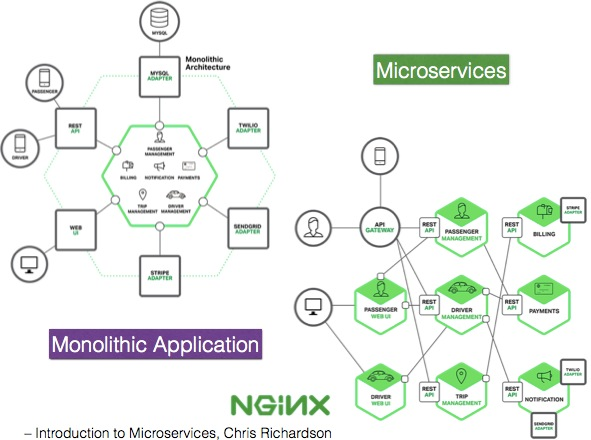 MYSQL
Monolithic
Architecture
MYSQL
ADAPTER
PASSENGER
REST
API
TWILIO
ADAPTER
DRIVER
PASSENGER
MANAGEMENT
BILLING
NOTIFICATION
PAYMENTS
TRIP
MANAGEMENT
DRIVER
MANAGEMENT
WEB
UI
SENDGRID
ADAPTER
STRIPE
ADAPTER
Monolithic Application
Microservices
API
GATEWAY
REST
API
PASSENGER
MANAGEMENT
REST
API
BILLING
STRIPE
ADAPTER
PASSENGER
WEB UI
REST
API
DRIVER
MANAGEMENT
REST
API
PAYMENTS
DRIVER
WEB UI
REST
API
TRIP
MANAGEMENT
REST
API
NOTIFICATION
TWILIO
ADAPTER
SENDGRID
ADAPTER
NGINX
– Introduction to Microservices, Chris Richardson